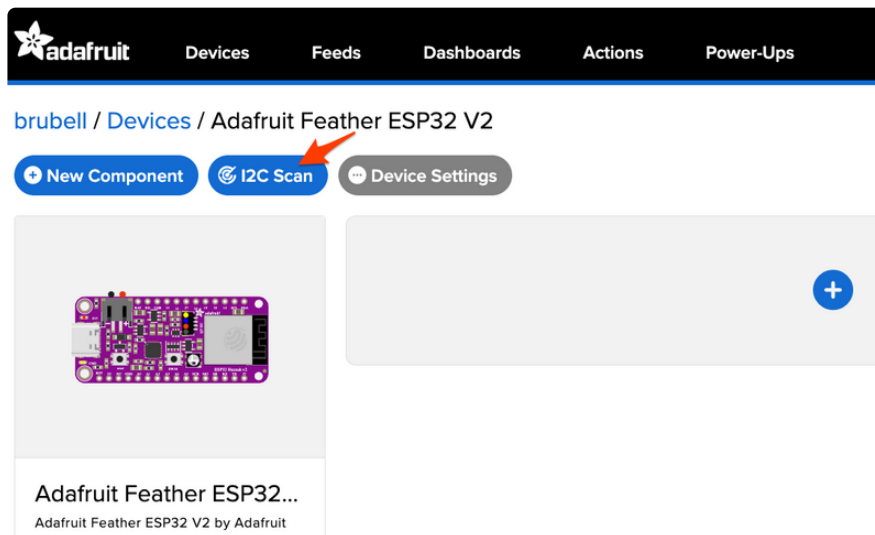 adafruit Devices Feeds Dashboards Actions Power-Ups
brubell / Devices / Adafruit Feather ESP32 V2
New Component I2C Scan Device Settings
Adafruit Feather ESP32...
Adafruit Feather ESP32 V2 by Adafruit